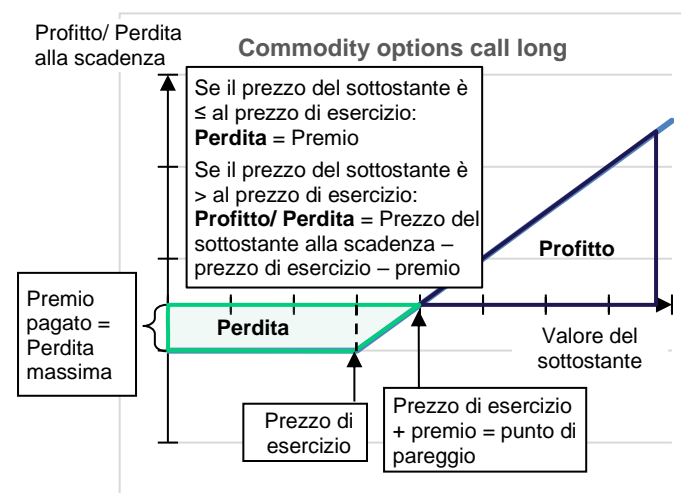 Profitto/ Perdita
alla scadenza
Commodity options call long
Se il prezzo del sottostante è
≤ al prezzo di esercizio:
Perdita = Premio
Se il prezzo del sottostante è
> al prezzo di esercizio:
Profitto/ Perdita = Prezzo del
sottostante alla scadenza –
prezzo di esercizio – premio
Profitto
Premio
pagato =
Perdita
massima
Perdita
Valore del
sottostante
Prezzo di
esercizio
Prezzo di esercizio
+ premio = punto di
pareggio